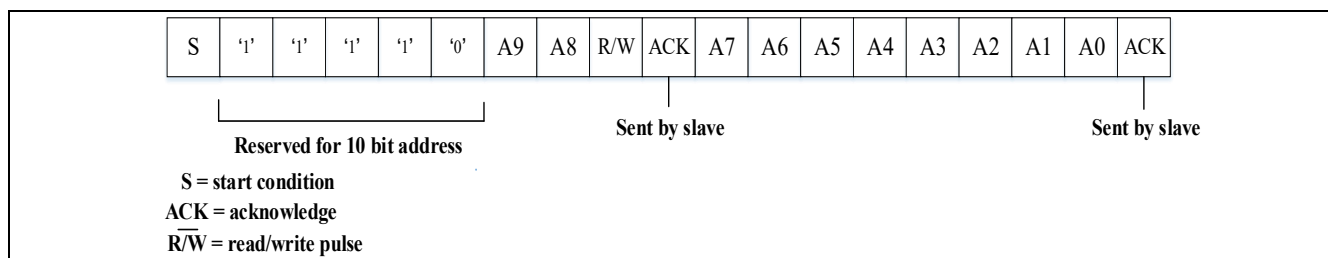 S '1' '1' '1' '1' '0' A9 A8 R/W ACK A7 A6 A5 A4 A3 A2 A1 A0 ACK
Sent by slave Sent by slave
Reserved for 10 bit address
S = start condition
ACK = acknowledge
R/W̅ = read/write pulse